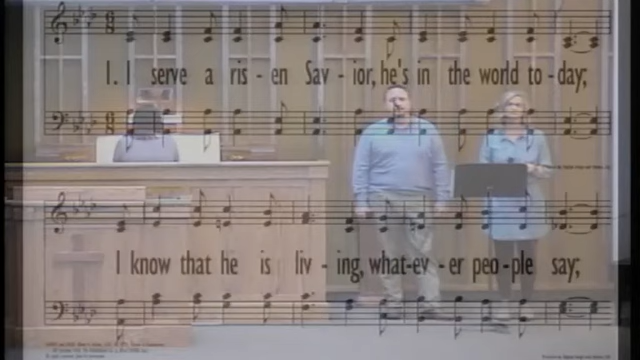 1. I serve a ris - en Sav - ior, he's in the world to - day;
I know that he is liv - ing, what-ev - er peo - ple say;